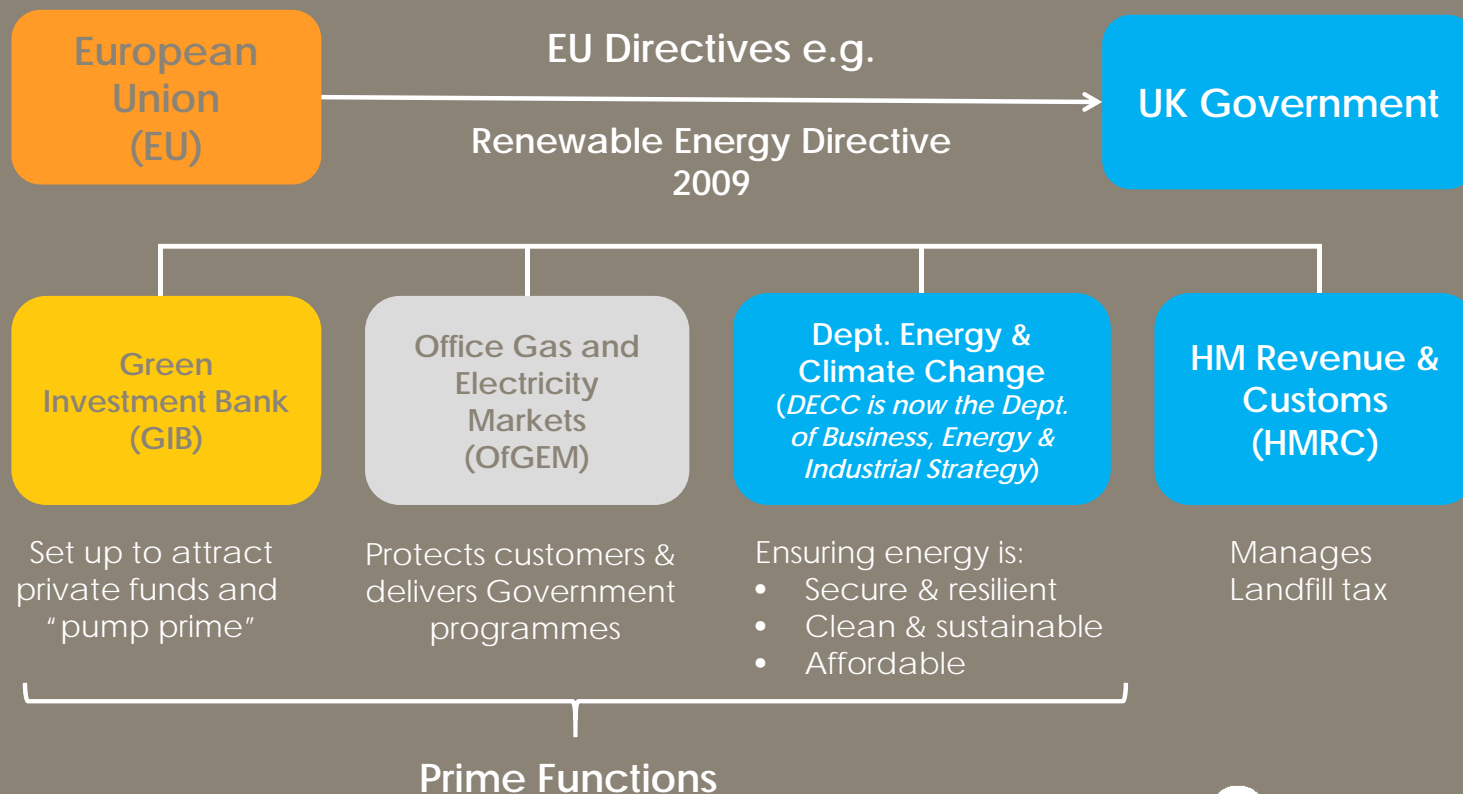 European
Union
(EU)
EU Directives e.g.
Renewable Energy Directive
2009
UK Government
Green
Investment Bank
(GIB)
Office Gas and
Electricity
Markets
(OfGEM)
Dept. Energy &
Climate Change
(DECC is now the Dept.
of Business, Energy &
Industrial Strategy)
HM Revenue &
Customs
(HMRC)
Set up to attract
private funds and
“pump prime”
Protects customers &
delivers Government
programmes
Ensuring energy is:
• Secure & resilient
• Clean & sustainable
• Affordable
Manages
Landfill tax
Prime Functions